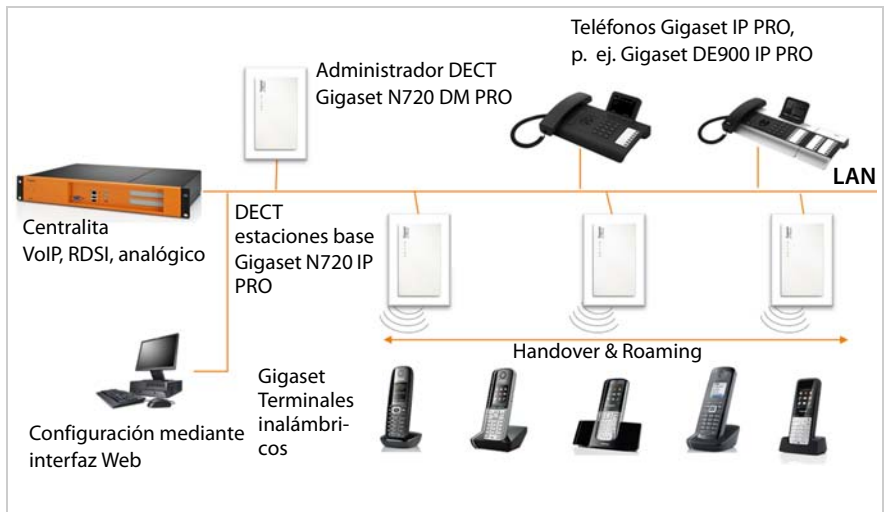 Teléfonos Gigaset IP PRO,
p. ej. Gigaset DE900 IP PRO
Administrador DECT
Gigaset N720 DM PRO
LAN
Centralita
VoIP, RDSI, analógico
DECT
estaciones base
Gigaset N720 IP
PRO
Handover & Roaming
Gigaset
Terminales
inalámbri-
cos
Configuración mediante
interfaz Web